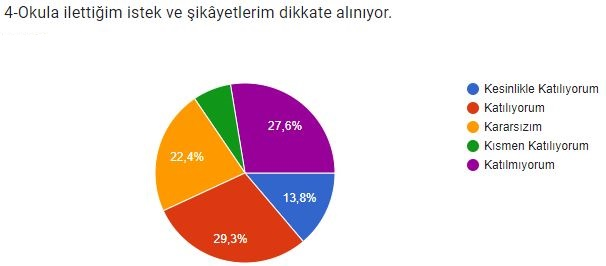 4-Okula ilettiğim istek ve şikâyetlerim dikkate alınıyor.
Kesinlikle Katılıyorum
Katılıyorum
Kararsızım
Kısmen Katılıyorum
Katılmıyorum
27,6%
22,4%
13,8%
29,3%